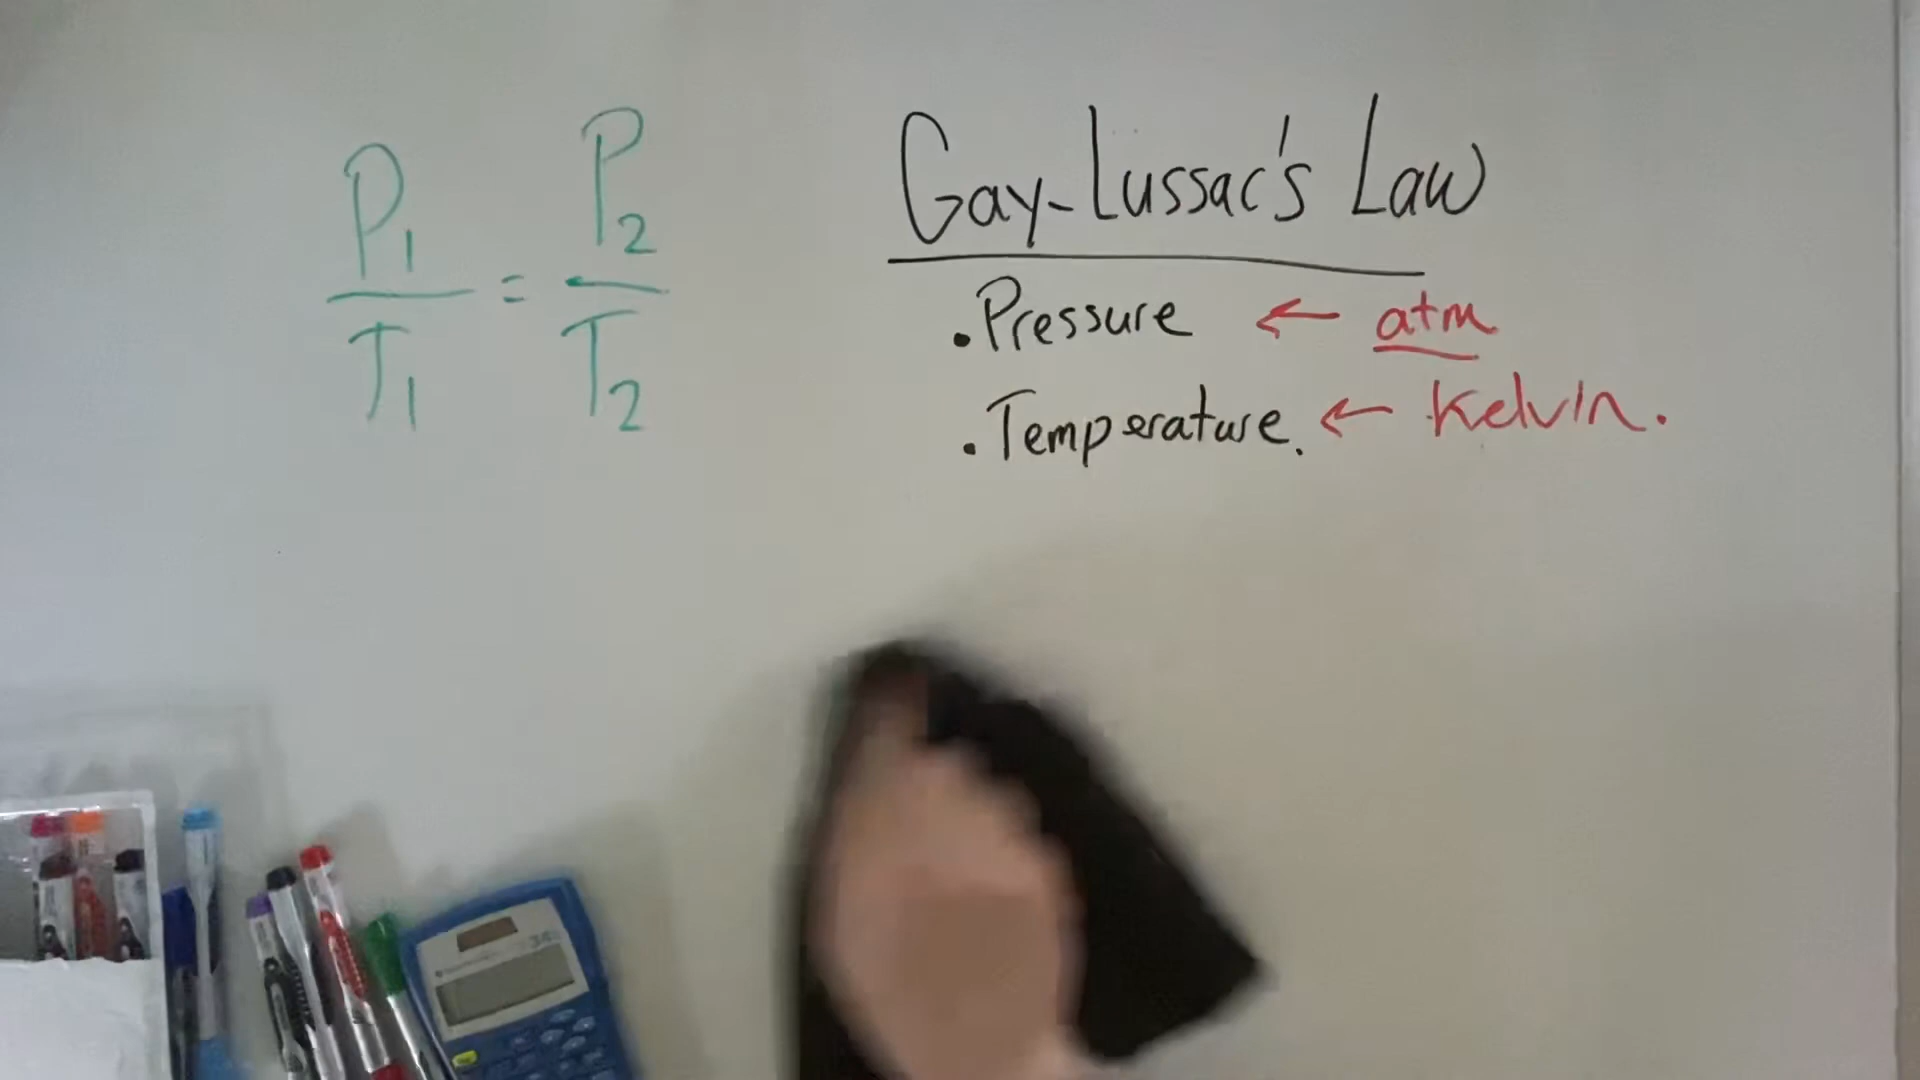 P1/T1 = P2/T2
Gay-Lussac's Law
.Pressure ← atm
.Temperature. ← Kelvin.